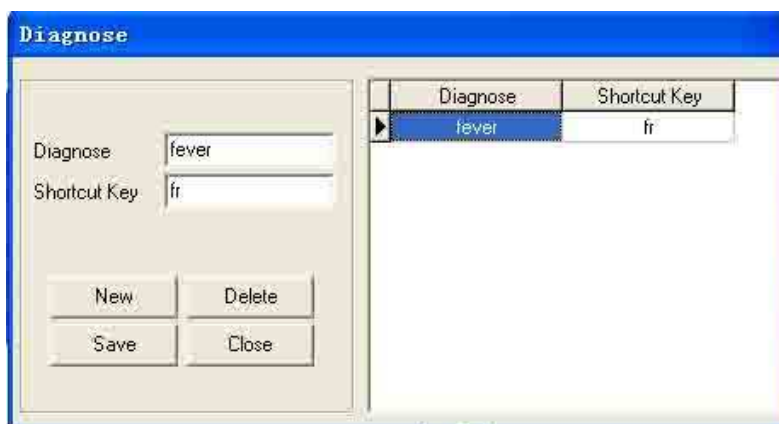 Diagnose
Diagnose fever
Shortcut Key fr
New Delete
Save Close
Diagnose Shortcut Key
fever fr